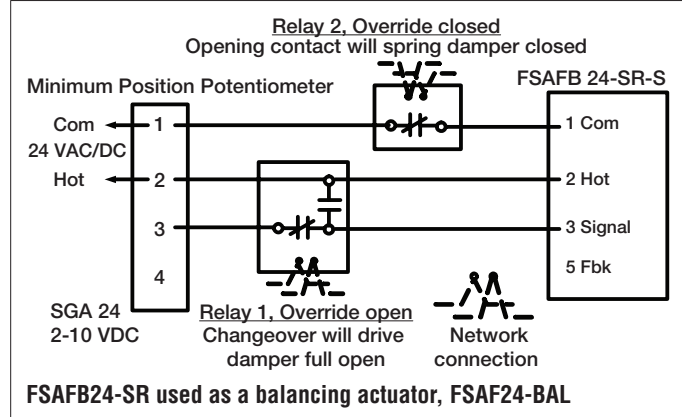 Relay 2, Override closed
Opening contact will spring damper closed
Minimum Position Potentiometer
FSAFB 24-SR-S
Com
1
1 Com
24 VAC/DC
Hot
2
2 Hot
3
3 Signal
4
5 Fbk
SGA 24
2-10 VDC
Relay 1, Override open
Changeover will drive
damper full open
Network
connection
FSAFB24-SR used as a balancing actuator, FSAF24-BAL